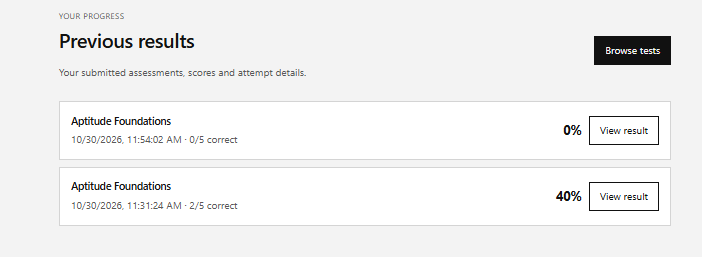 YOUR PROGRESS
Previous results
Browse tests
Your submitted assessments, scores and attempt details.
Aptitude Foundations
10/30/2026, 11:54:02 AM · 0/5 correct
0%
View result
Aptitude Foundations
10/30/2026, 11:31:24 AM · 2/5 correct
40%
View result